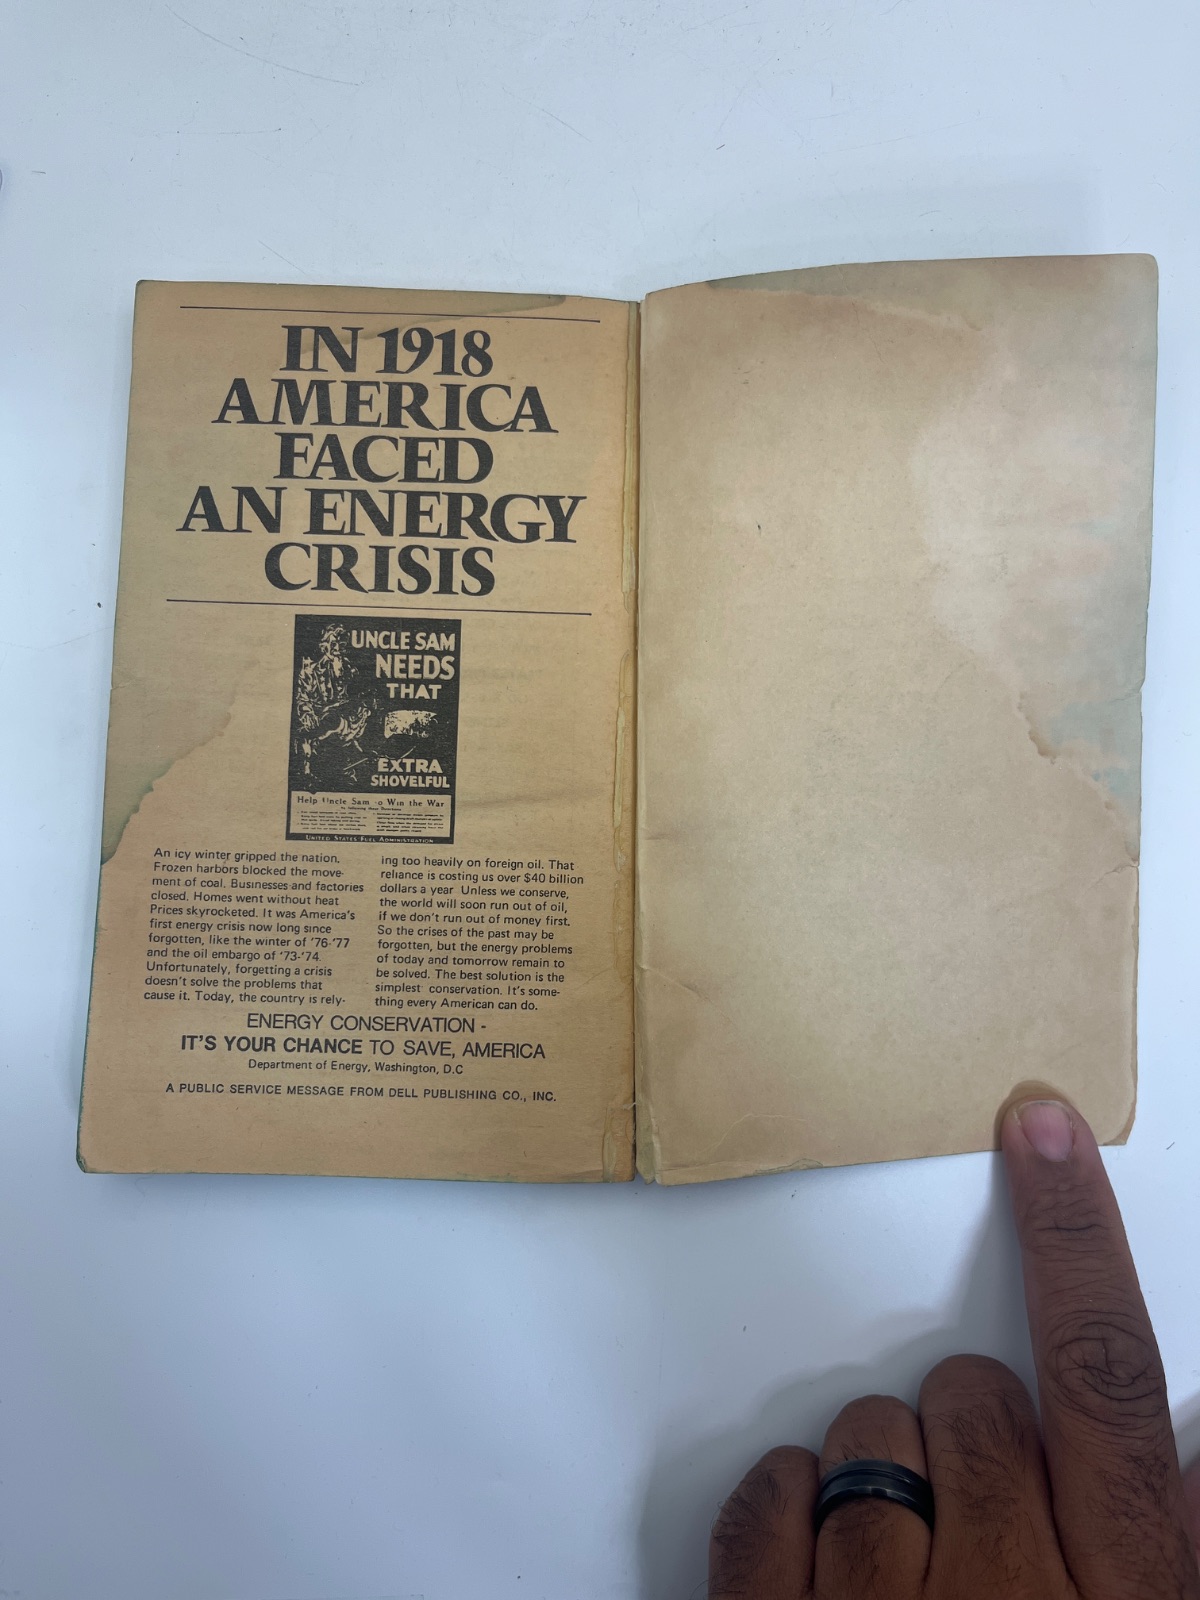 IN 1918
AMERICA
FACED
AN ENERGY
CRISIS
UNCLE SAM
NEEDS
THAT
EXTRA
SHOVELFUL
Help Uncle Sam to Win the War
by following these Directions
UNITED STATES FUEL ADMINISTRATION
An icy winter gripped the nation.
Frozen harbors blocked the move-
ment of coal. Businesses and factories
closed. Homes went without heat
Prices skyrocketed. It was America's
first energy crisis now long since
forgotten, like the winter of '76-'77
and the oil embargo of '73-'74.
Unfortunately, forgetting a crisis
doesn't solve the problems that
cause it. Today, the country is rely-
ing too heavily on foreign oil. That
reliance is costing us over $40 billion
dollars a year Unless we conserve,
the world will soon run out of oil,
if we don't run out of money first.
So the crises of the past may be
forgotten, but the energy problems
of today and tomorrow remain to
be solved. The best solution is the
simplest conservation. It's some-
thing every American can do.
ENERGY CONSERVATION -
IT'S YOUR CHANCE TO SAVE, AMERICA
Department of Energy, Washington, D.C
A PUBLIC SERVICE MESSAGE FROM DELL PUBLISHING CO., INC.